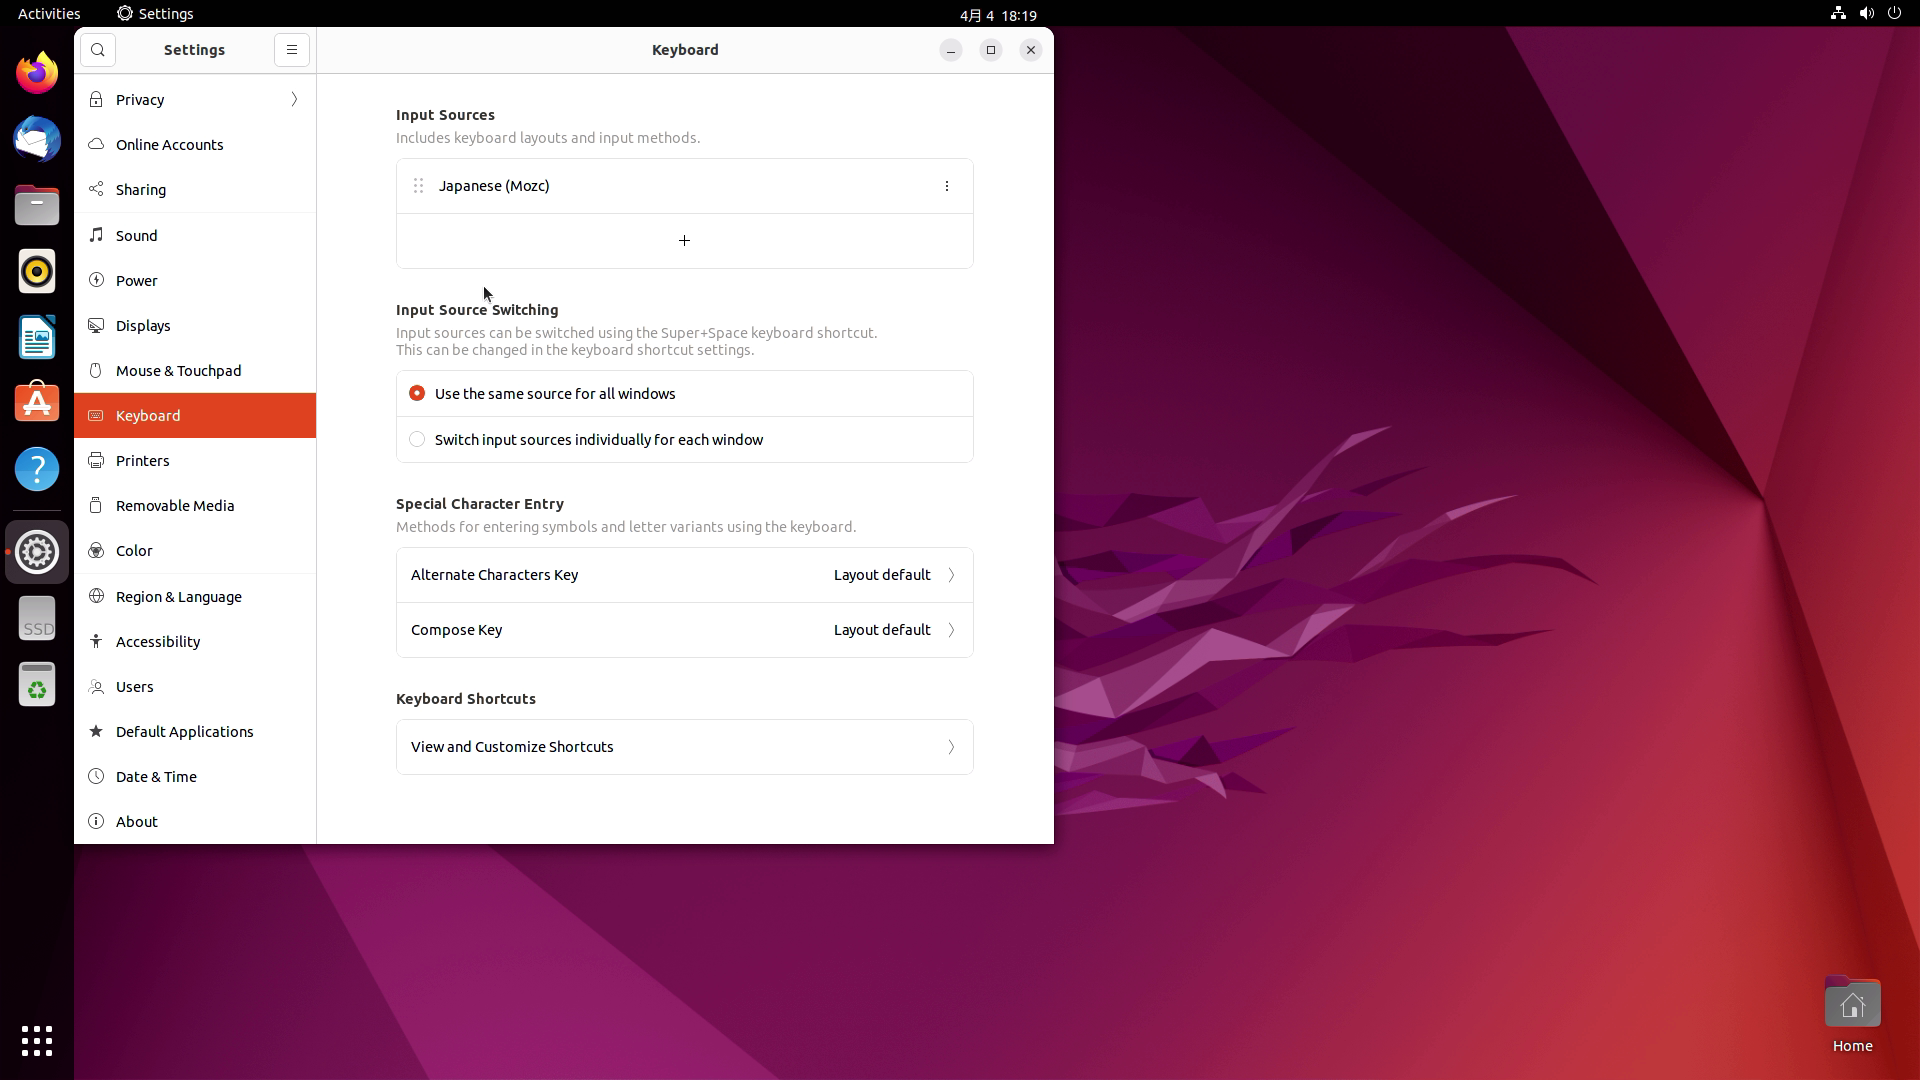 Activities
Settings
4月 4 18:19
Settings
Keyboard
Privacy
Online Accounts
Sharing
Sound
Power
Displays
Mouse & Touchpad
Keyboard
Printers
Removable Media
Color
Region & Language
Accessibility
Users
Default Applications
Date & Time
About
Input Sources
Includes keyboard layouts and input methods.
Japanese (Mozc)
Input Source Switching
Input sources can be switched using the Super+Space keyboard shortcut.
This can be changed in the keyboard shortcut settings.
Use the same source for all windows
Switch input sources individually for each window
Special Character Entry
Methods for entering symbols and letter variants using the keyboard.
Alternate Characters Key Layout default
Compose Key Layout default
Keyboard Shortcuts
View and Customize Shortcuts
SSD
Home